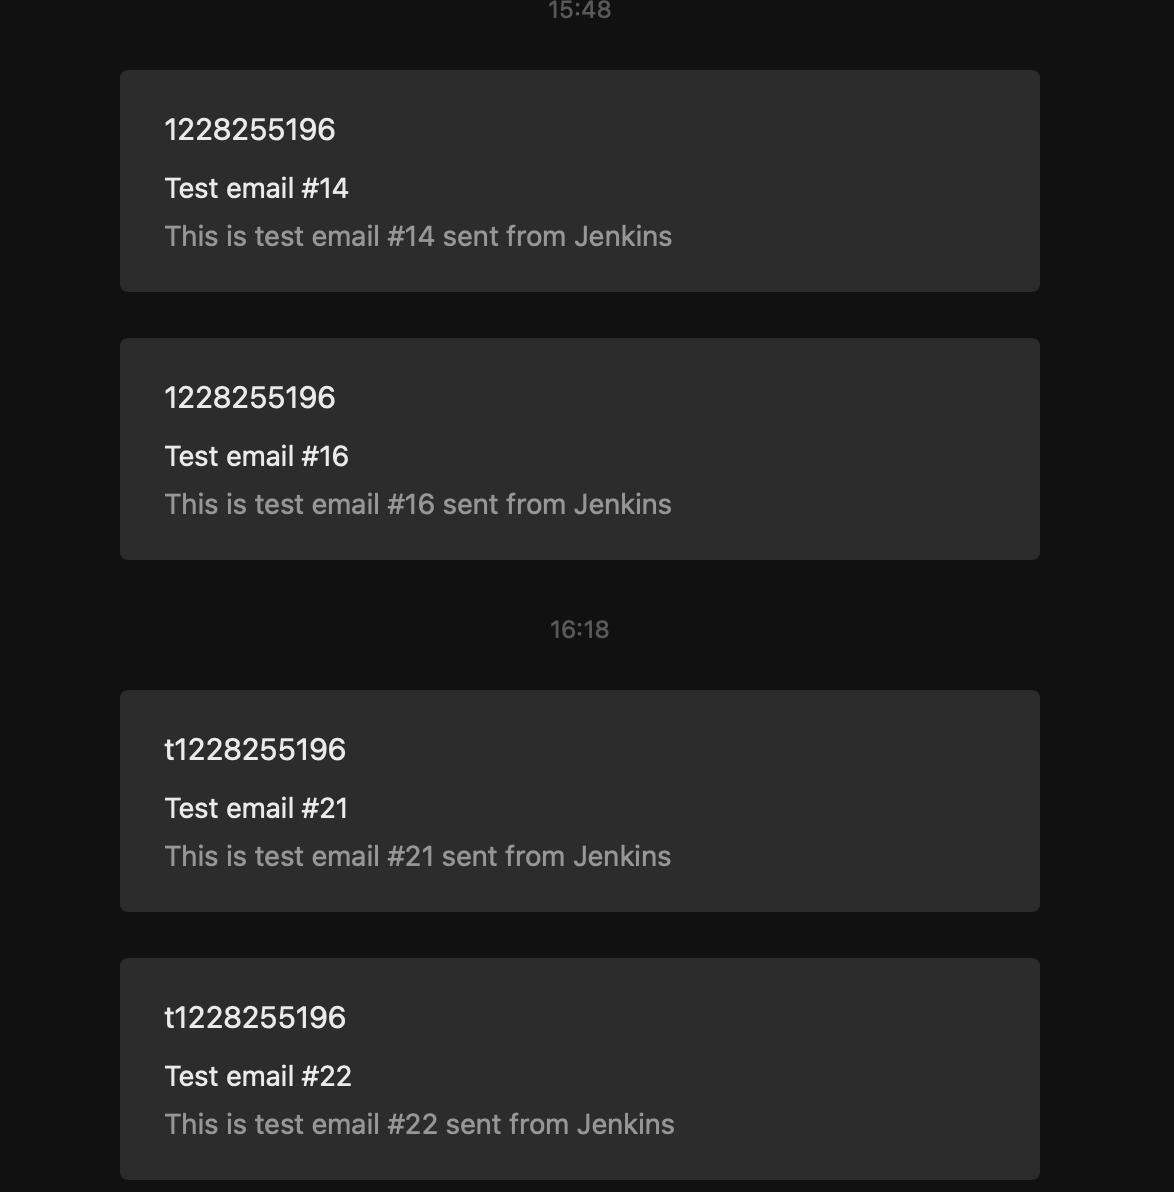 15:48
1228255196
Test email #14
This is test email #14 sent from Jenkins
1228255196
Test email #16
This is test email #16 sent from Jenkins
16:18
t1228255196
Test email #21
This is test email #21 sent from Jenkins
t1228255196
Test email #22
This is test email #22 sent from Jenkins